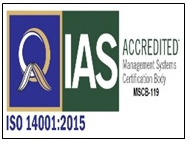 IAS
ACCREDITED
Management Systems
Certification Body
MSCB-119
ISO 14001:2015